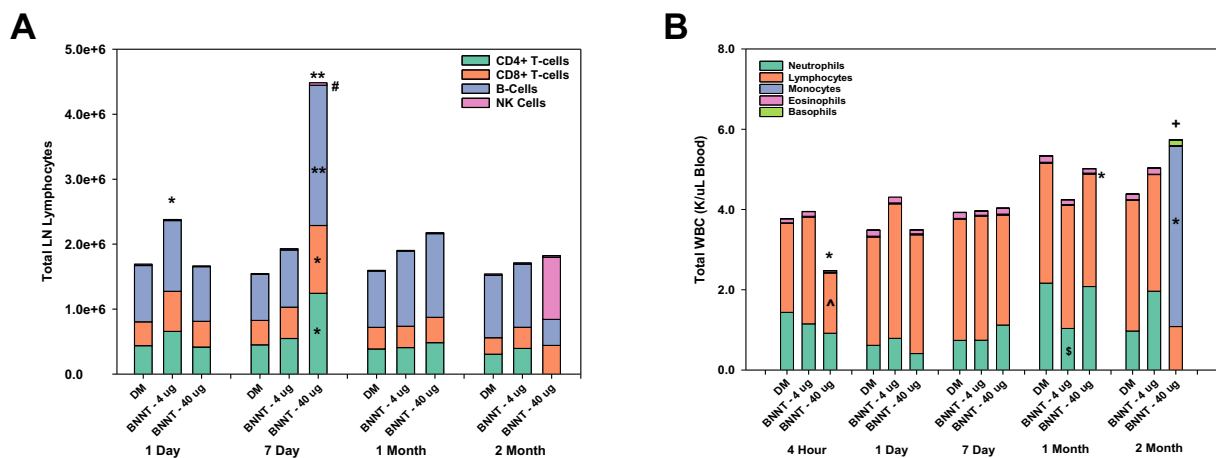 A
5.0e+6
4.0e+6
3.0e+6
2.0e+6
1.0e+6
0.0
Total LN Lymphocytes
CD4+ T-cells
CD8+ T-cells
B-Cells
NK Cells
*
**
#
**
*
*
DM
BNNT - 4 ug
BNNT - 40 ug
DM
BNNT - 4 ug
BNNT - 40 ug
DM
BNNT - 4 ug
BNNT - 40 ug
DM
BNNT - 4 ug
BNNT - 40 ug
1 Day
7 Day
1 Month
2 Month
B
8.0
6.0
4.0
2.0
0.0
Total WBC (K/uL Blood)
Neutrophils
Lymphocytes
Monocytes
Eosinophils
Basophils
*
^
$
*
+
*
DM
BNNT - 4 ug
BNNT - 40 ug
DM
BNNT - 4 ug
BNNT - 40 ug
DM
BNNT - 4 ug
BNNT - 40 ug
DM
BNNT - 4 ug
BNNT - 40 ug
DM
BNNT - 4 ug
BNNT - 40 ug
4 Hour
1 Day
7 Day
1 Month
2 Month